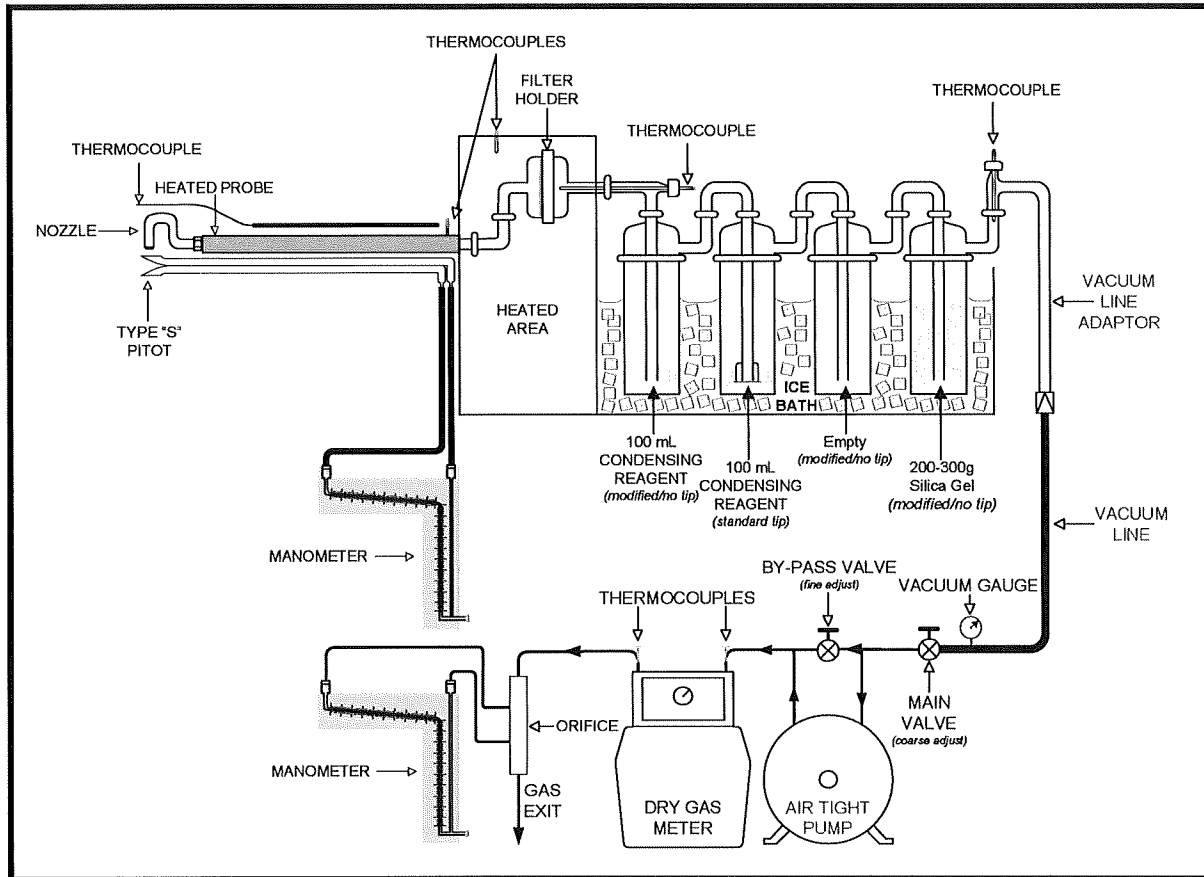 THERMOCOUPLES
FILTER
HOLDER
THERMOCOUPLE
THERMOCOUPLE
THERMOCOUPLE
HEATED PROBE
NOZZLE
TYPE "S"
PITOT
HEATED
AREA
VACUUM
LINE
ADAPTOR
ICE
BATH
100 mL
CONDENSING
REAGENT
(modified/no tip)
100 mL
CONDENSING
REAGENT
(standard tip)
Empty
(modified/no tip)
200-300g
Silica Gel
(modified/no tip)
VACUUM
LINE
MANOMETER
BY-PASS VALVE
(fine adjust)
VACUUM GAUGE
THERMOCOUPLES
MAIN
VALVE
(coarse adjust)
ORIFICE
MANOMETER
GAS
EXIT
DRY GAS
METER
AIR TIGHT
PUMP